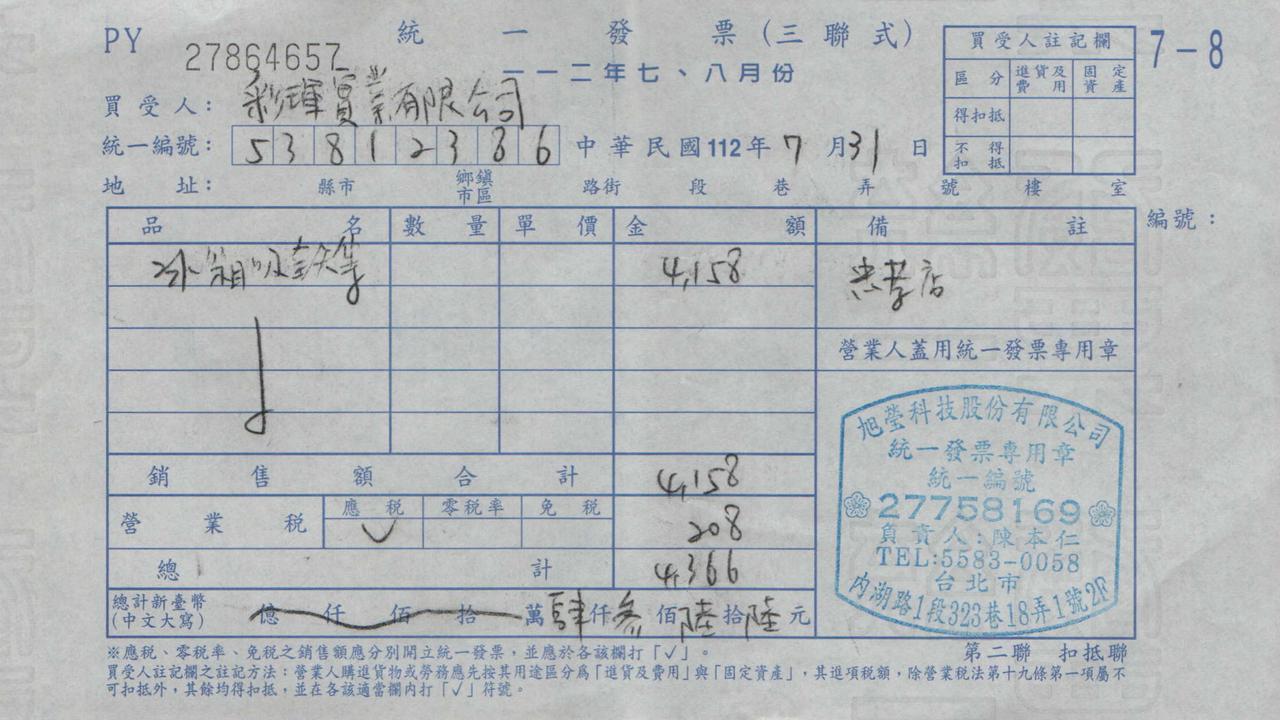 PY 27864657 統一發票(三聯式) 7-8
一一二年七、八月份
買受人註記欄
區分 進貨及費用 固定資產
得扣抵
不得扣抵
買受人: 彩琿實業有限公司
統一編號: 53812386 中華民國112年7月31日
地址: 縣市 鄉鎮市區 路街 段 巷 弄 號 樓 室
品名 數量 單價 金額 備註 編號:
冰箱吸鐵等 4,158 忠孝店
營業人蓋用統一發票專用章
旭瑩科技股份有限公司
統一發票專用章
統一編號
27758169
負責人:陳本仁
TEL:5583-0058
台北市
內湖路1段323巷18弄1號2F
銷售額合計 4,158
營業稅 應稅 零稅率 免稅
✓ 208
總計 4,366
總計新臺幣(中文大寫) 億仟佰拾萬肆仟參佰陸拾陸元
※應稅、零稅率、免稅之銷售額應分別開立統一發票,並應於各該欄打「✓」。 第二聯 扣抵聯
買受人註記欄之註記方法:營業人購進貨物或勞務應先按其用途區分為「進貨及費用」與「固定資產」,其進項稅額,除營業稅法第十九條第一項屬不
可扣抵外,其餘均得扣抵,並在各該適當欄內打「✓」符號。